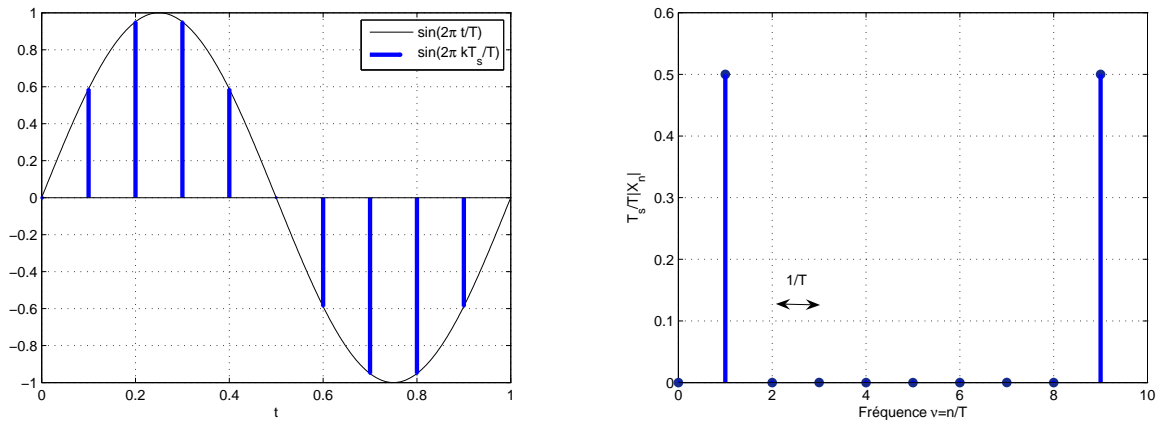 1
0.8
0.6
0.4
0.2
0
−0.2
−0.4
−0.6
−0.8
−1
0 0.2 0.4 0.6 0.8 1
t
sin(2π t/T)
sin(2π kT_s/T)
0.6
0.5
0.4
0.3
0.2
0.1
0
T_s/T|X_n|
1/T
0 2 4 6 8 10
Fréquence ν=n/T